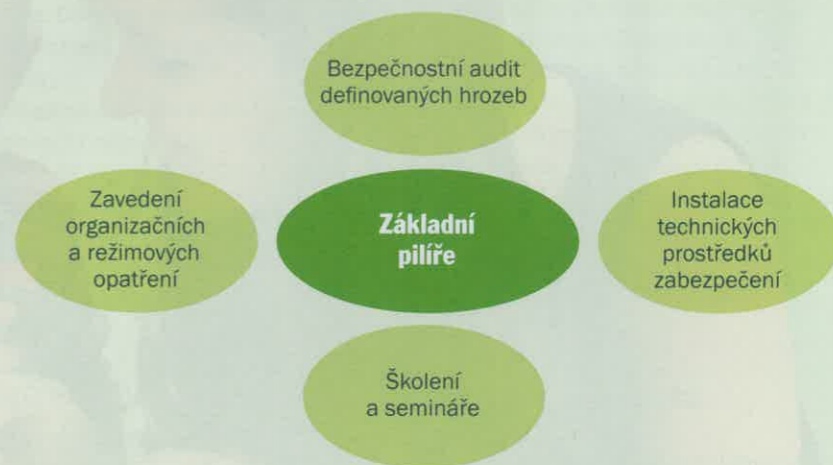 Bezpečnostní audit
definovaných hrozeb
Zavedení
organizačních
a režimových
opatření
Základní
pilíře
Instalace
technických
prostředků
zabezpečení
Školení
a semináře